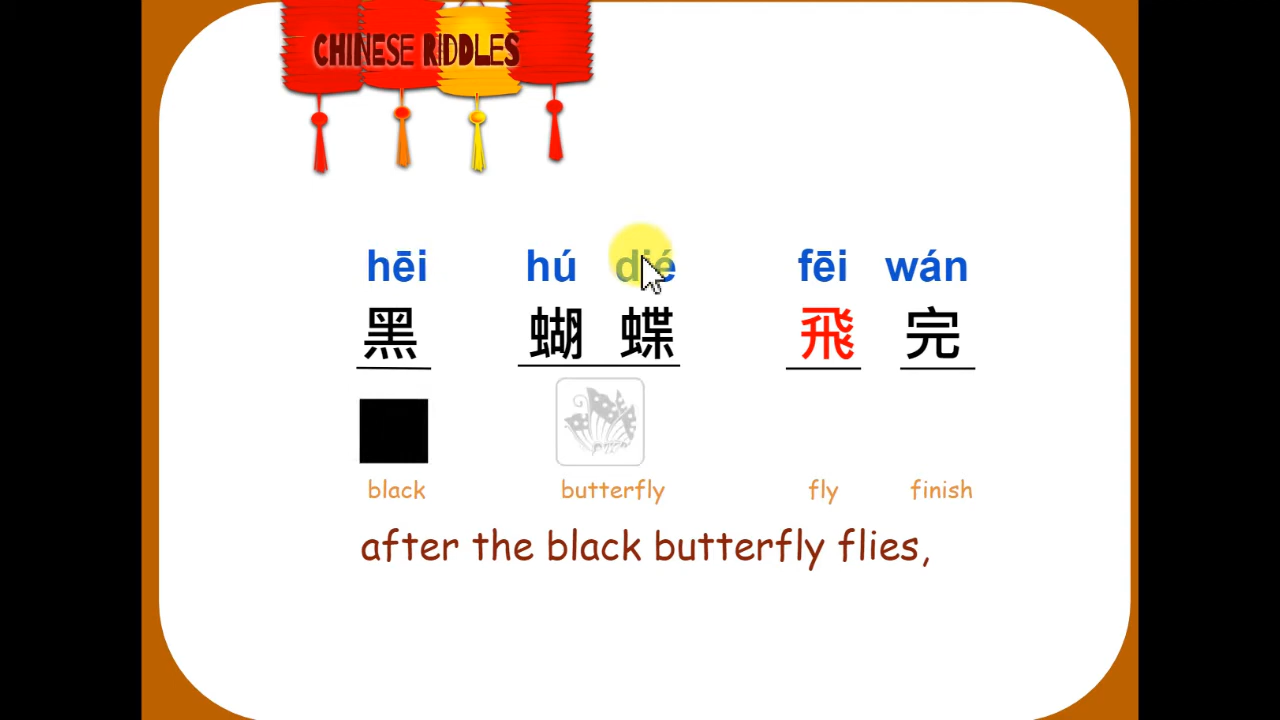 CHINESE RIDDLES
hēi hú dié fēi wán
黑 蝴 蝶 飛 完
black butterfly fly finish
after the black butterfly flies,